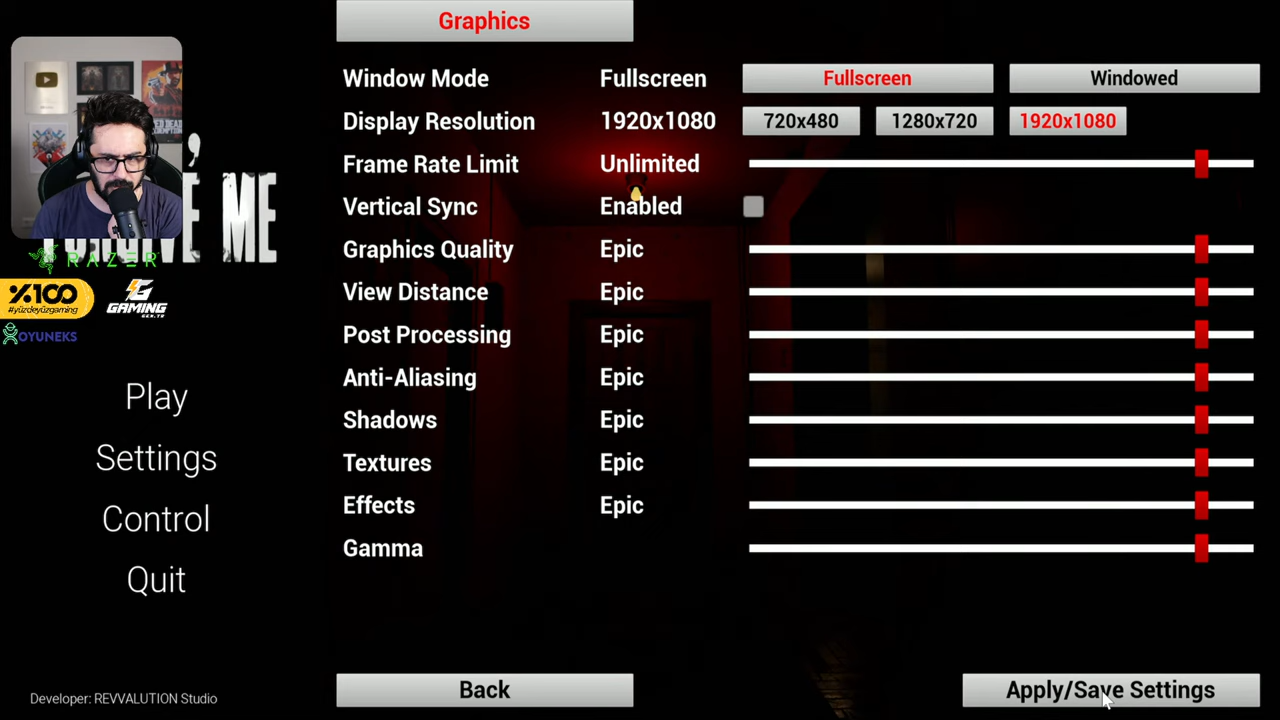 Graphics
Window Mode Fullscreen Fullscreen Windowed
Display Resolution 1920x1080 720x480 1280x720 1920x1080
Frame Rate Limit Unlimited
Vertical Sync Enabled
Graphics Quality Epic
View Distance Epic
Post Processing Epic
Anti-Aliasing Epic
Shadows Epic
Textures Epic
Effects Epic
Gamma
ME
RAZER
%100
#yüzdeyüzgaming
GAMING
GEN.TR
OYUNEKS
Play
Settings
Control
Quit
Developer: REVVALUTION Studio
Back
Apply/Save Settings